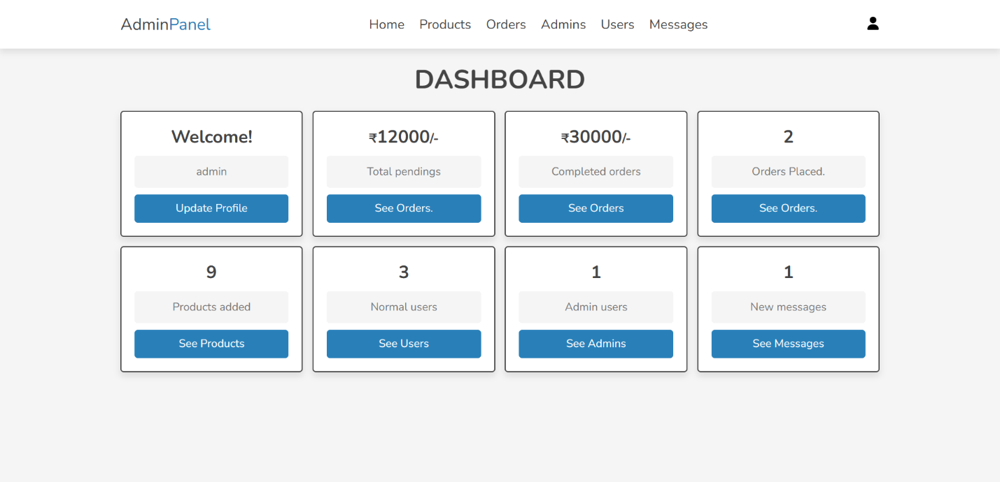 AdminPanel
Home Products Orders Admins Users Messages
DASHBOARD
Welcome!
admin
Update Profile
₹12000/-
Total pendings
See Orders.
₹30000/-
Completed orders
See Orders
2
Orders Placed.
See Orders.
9
Products added
See Products
3
Normal users
See Users
1
Admin users
See Admins
1
New messages
See Messages